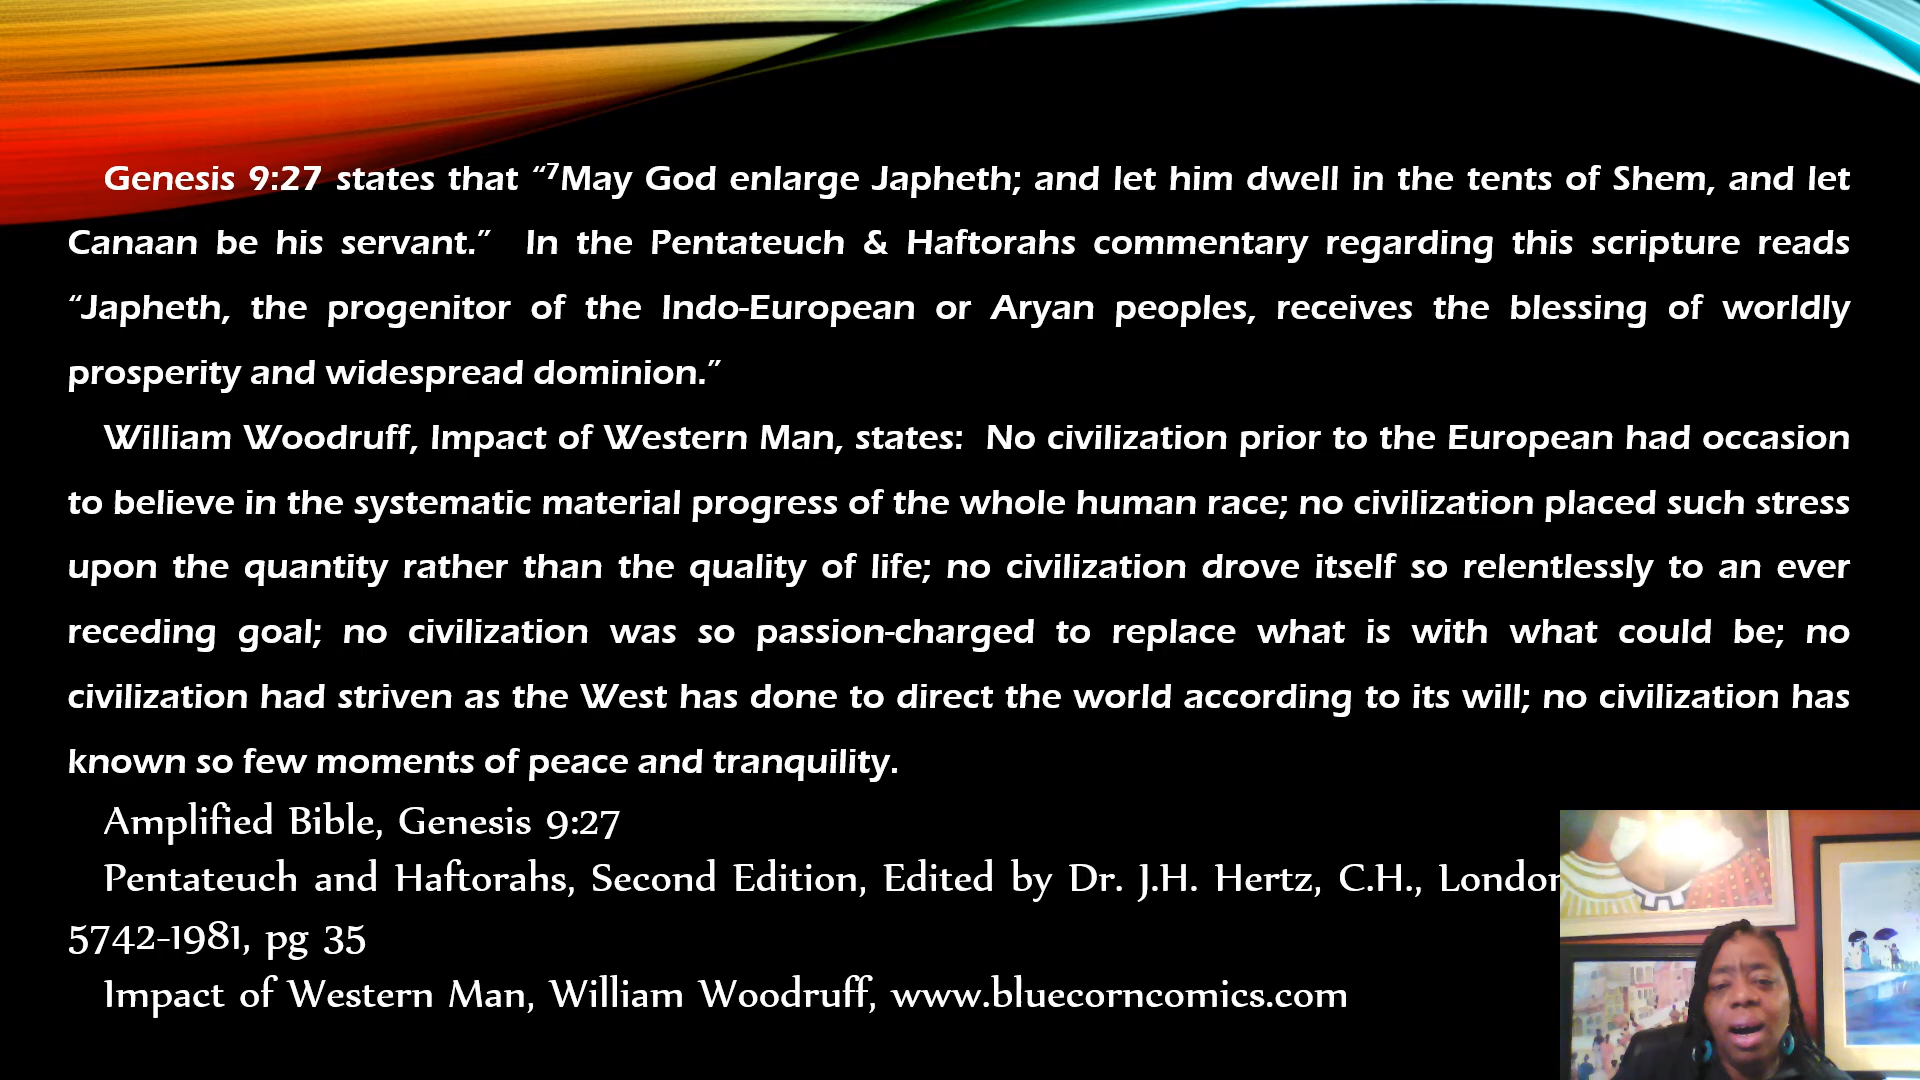 Genesis 9:27 states that “⁷May God enlarge Japheth; and let him dwell in the tents of Shem, and let
Canaan be his servant.” In the Pentateuch & Haftorahs commentary regarding this scripture reads
“Japheth, the progenitor of the Indo-European or Aryan peoples, receives the blessing of worldly
prosperity and widespread dominion.”
William Woodruff, Impact of Western Man, states: No civilization prior to the European had occasion
to believe in the systematic material progress of the whole human race; no civilization placed such stress
upon the quantity rather than the quality of life; no civilization drove itself so relentlessly to an ever
receding goal; no civilization was so passion-charged to replace what is with what could be; no
civilization had striven as the West has done to direct the world according to its will; no civilization has
known so few moments of peace and tranquility.
Amplified Bible, Genesis 9:27
Pentateuch and Haftorahs, Second Edition, Edited by Dr. J.H. Hertz, C.H.,
5742-1981, pg 35
Impact of Western Man, William Woodruff, www.bluecorncomics.com